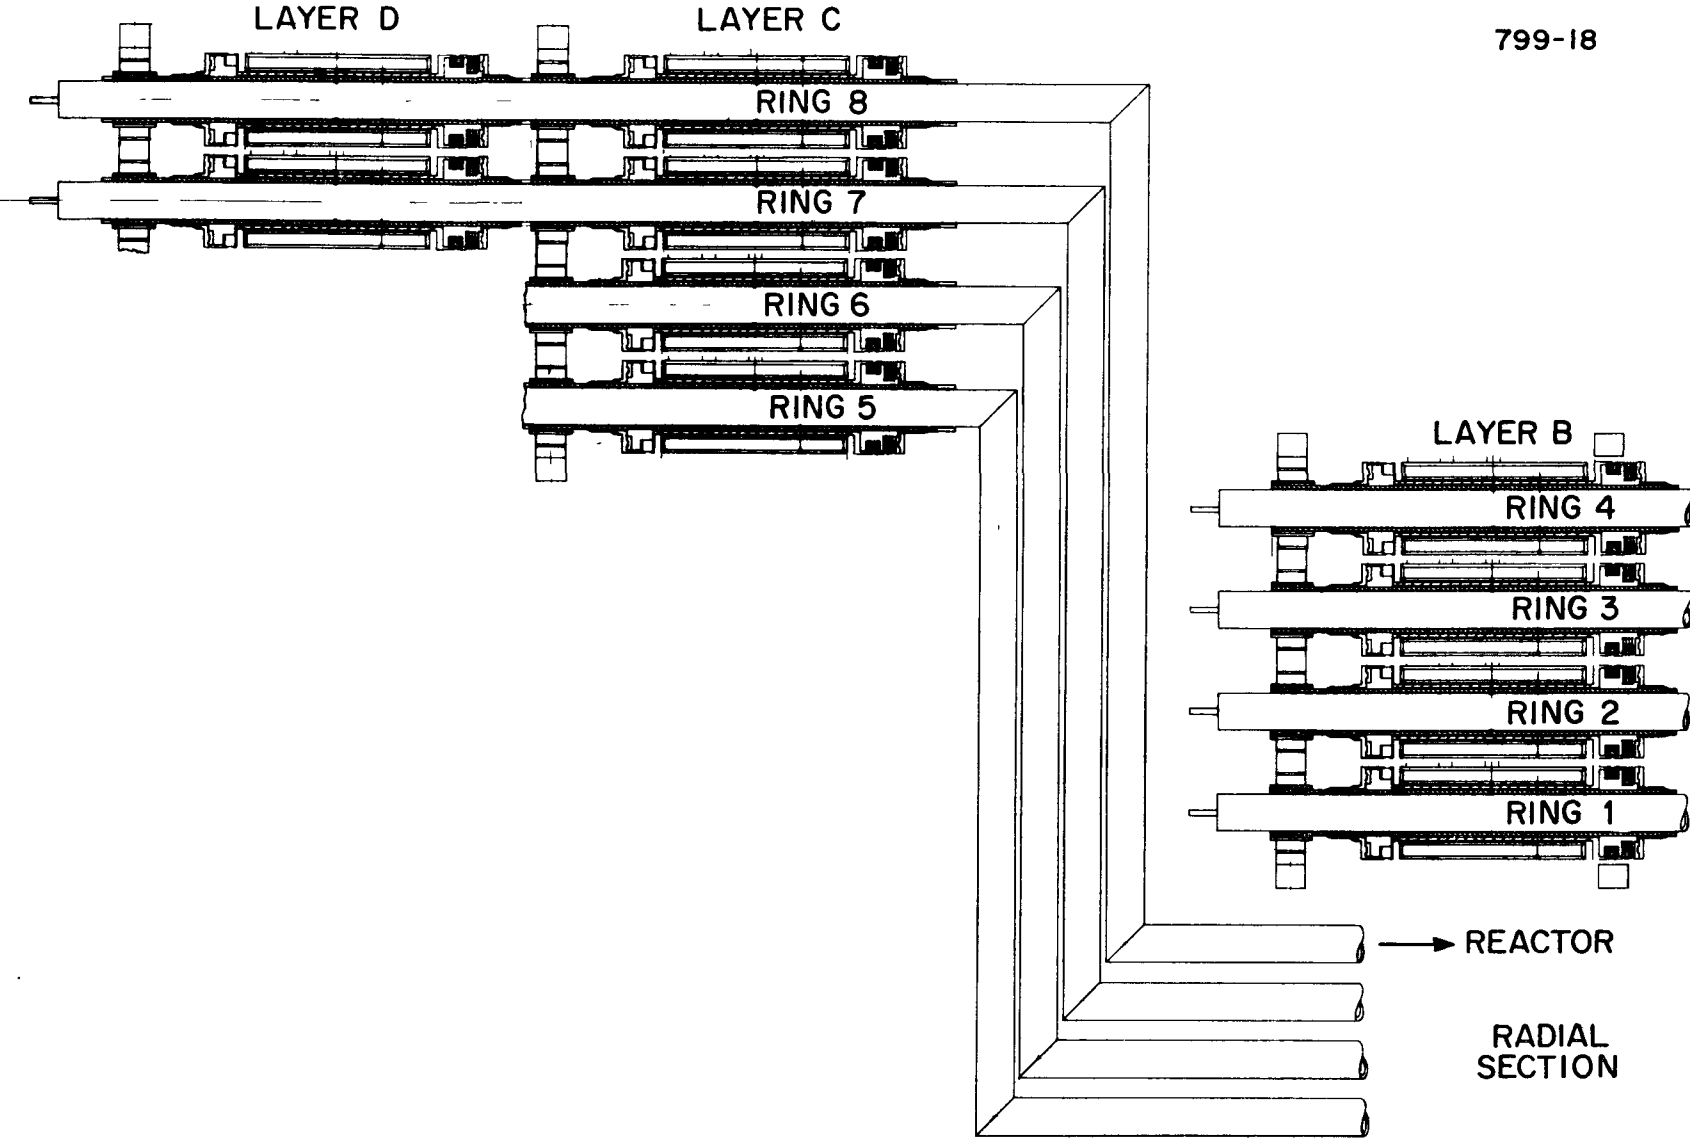 LAYER D
LAYER C
799-18
RING 8
RING 7
RING 6
RING 5
LAYER B
RING 4
RING 3
RING 2
RING 1
REACTOR
RADIAL
SECTION